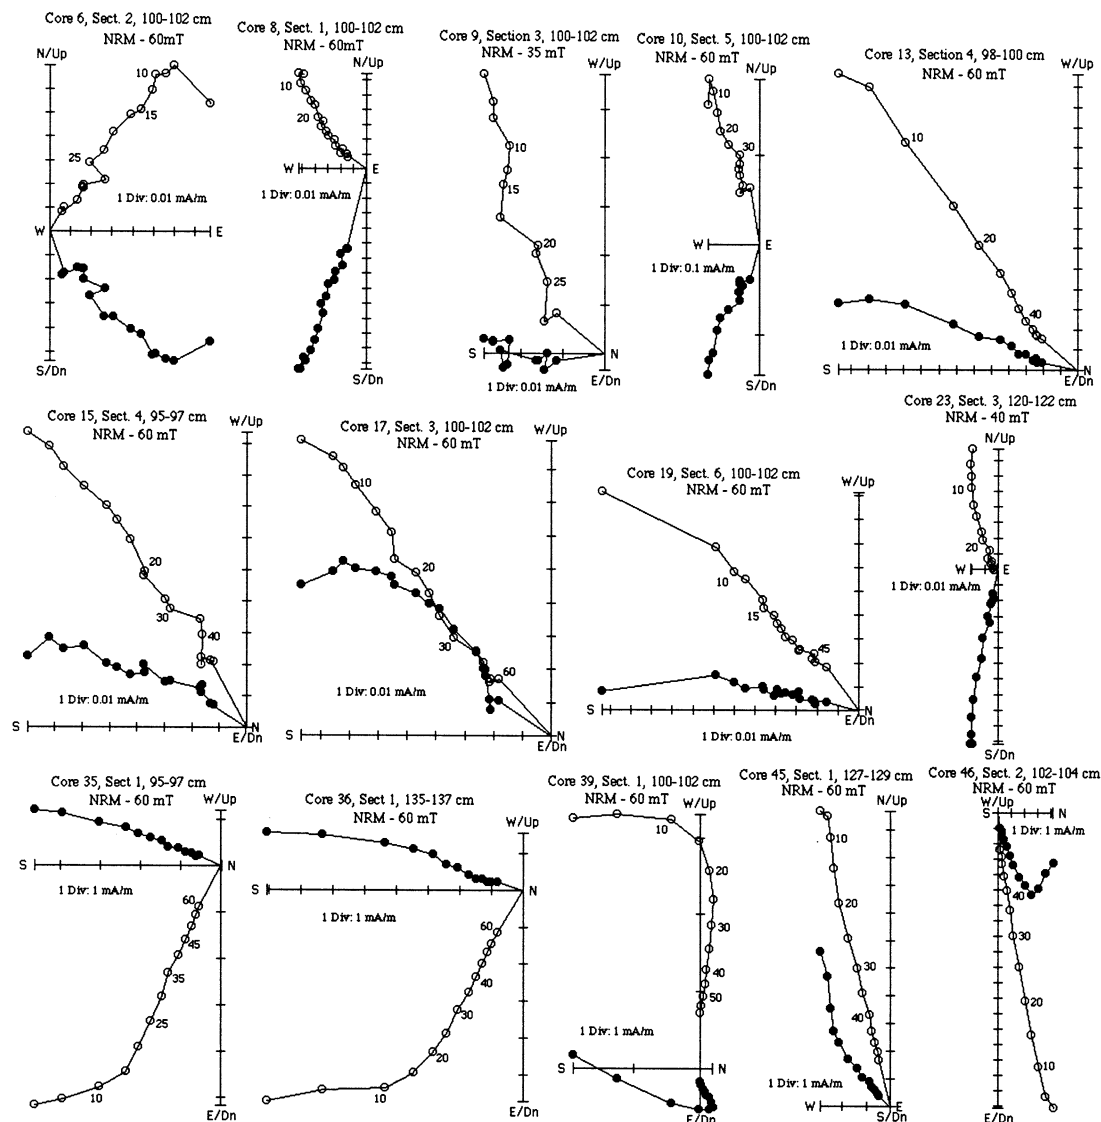 Core 6, Sect. 2, 100-102 cm
NRM - 60mT
N/Up
10
15
25
1 Div: 0.01 mA/m
W
E
S/Dn
Core 8, Sect. 1, 100-102 cm
NRM - 60mT
N/Up
10
20
W
E
1 Div: 0.01 mA/m
S/Dn
Core 9, Section 3, 100-102 cm
NRM - 35 mT
W/Up
10
15
20
25
S
N
E/Dn
1 Div: 0.01 mA/m
Core 10, Sect. 5, 100-102 cm
NRM - 60 mT
N/Up
10
20
30
W
E
1 Div: 0.1 mA/m
S/Dn
Core 13, Section 4, 98-100 cm
NRM - 60 mT
W/Up
10
20
40
1 Div: 0.01 mA/m
S
N
E/Dn
Core 15, Sect. 4, 95-97 cm
NRM - 60 mT
W/Up
20
30
40
1 Div: 0.01 mA/m
S
N
E/Dn
Core 17, Sect. 3, 100-102 cm
NRM - 60 mT
W/Up
10
20
30
60
1 Div: 0.01 mA/m
S
N
E/Dn
Core 19, Sect. 6, 100-102 cm
NRM - 60 mT
W/Up
10
15
45
S
N
E/Dn
1 Div: 0.01 mA/m
Core 23, Sect. 3, 120-122 cm
NRM - 40 mT
N/Up
10
20
W
E
1 Div: 0.01 mA/m
S/Dn
Core 35, Sect 1, 95-97 cm
NRM - 60 mT
W/Up
S
N
1 Div: 1 mA/m
60
45
35
25
10
E/Dn
Core 36, Sect 1, 135-137 cm
NRM - 60 mT
W/Up
S
N
1 Div: 1 mA/m
60
40
30
20
10
E/Dn
Core 39, Sect. 1, 100-102 cm
NRM - 60 mT
W/Up
10
20
30
40
50
1 Div: 1 mA/m
S
N
E/Dn
Core 45, Sect. 1, 127-129 cm
NRM - 60 mT
N/Up
10
20
30
40
1 Div: 1 mA/m
W
E
S/Dn
Core 46, Sect. 2, 102-104 cm
NRM - 60 mT
W/Up
S
N
1 Div: 1 mA/m
40
30
20
10
E/Dn